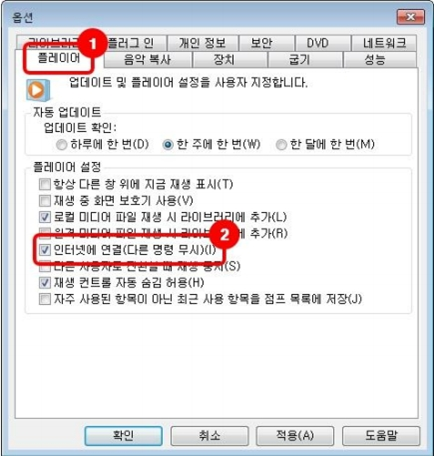 옵션
플러그 인 개인 정보 보안 DVD 네트워크
1
플레이어 음악 복사 장치 굽기 성능
업데이트 및 플레이어 설정을 사용자 지정합니다.
자동 업데이트
업데이트 확인:
하루에 한 번(D) 한 주에 한 번(W) 한 달에 한 번(M)
플레이어 설정
항상 다른 창 위에 지금 재생 표시(T)
재생 중 화면 보호기 사용(V)
로컬 미디어 파일 재생 시 라이브러리에 추가(L)
원격 미디어 파일 재생 시 라이브러리에 추가(R)
2
인터넷에 연결(다른 명령 무시)(I)
다른 사용자로 전환할 때 재생 중지(S)
재생 컨트롤 자동 숨김 허용(H)
자주 사용된 항목이 아닌 최근 사용 항목을 점프 목록에 저장(J)
확인 취소 적용(A) 도움말